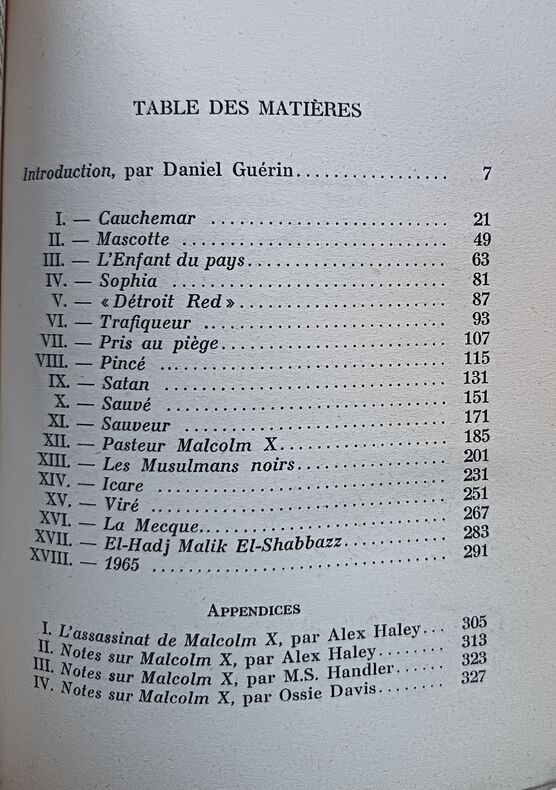 TABLE DES MATIÈRES
Introduction, par Daniel Guérin................. 7
I. — Cauchemar ........................ 21
II. — Mascotte .......................... 49
III. — L'Enfant du pays.................... 63
IV. — Sophia ........................... 81
V. — « Détroit Red »..................... 87
VI. — Trafiqueur ........................ 93
VII. — Pris au piège....................... 107
VIII. — Pincé ... ......................... 115
IX. — Satan ............................ 131
X. — Sauvé ............................ 151
XI. — Sauveur .......................... 171
XII. — Pasteur Malcolm X................. 185
XIII. — Les Musulmans noirs............... 201
XIV. — Icare ............................ 231
XV. — Viré ............................. 251
XVI. — La Mecque........................ 267
XVII. — El-Hadj Malik El-Shabbazz........... 283
XVIII. — 1965 ............................. 291
APPENDICES
I. L'assassinat de Malcolm X, par Alex Haley... 305
II. Notes sur Malcolm X, par Alex Haley........ 313
III. Notes sur Malcolm X, par M.S. Handler...... 323
IV. Notes sur Malcolm X, par Ossie Davis........ 327